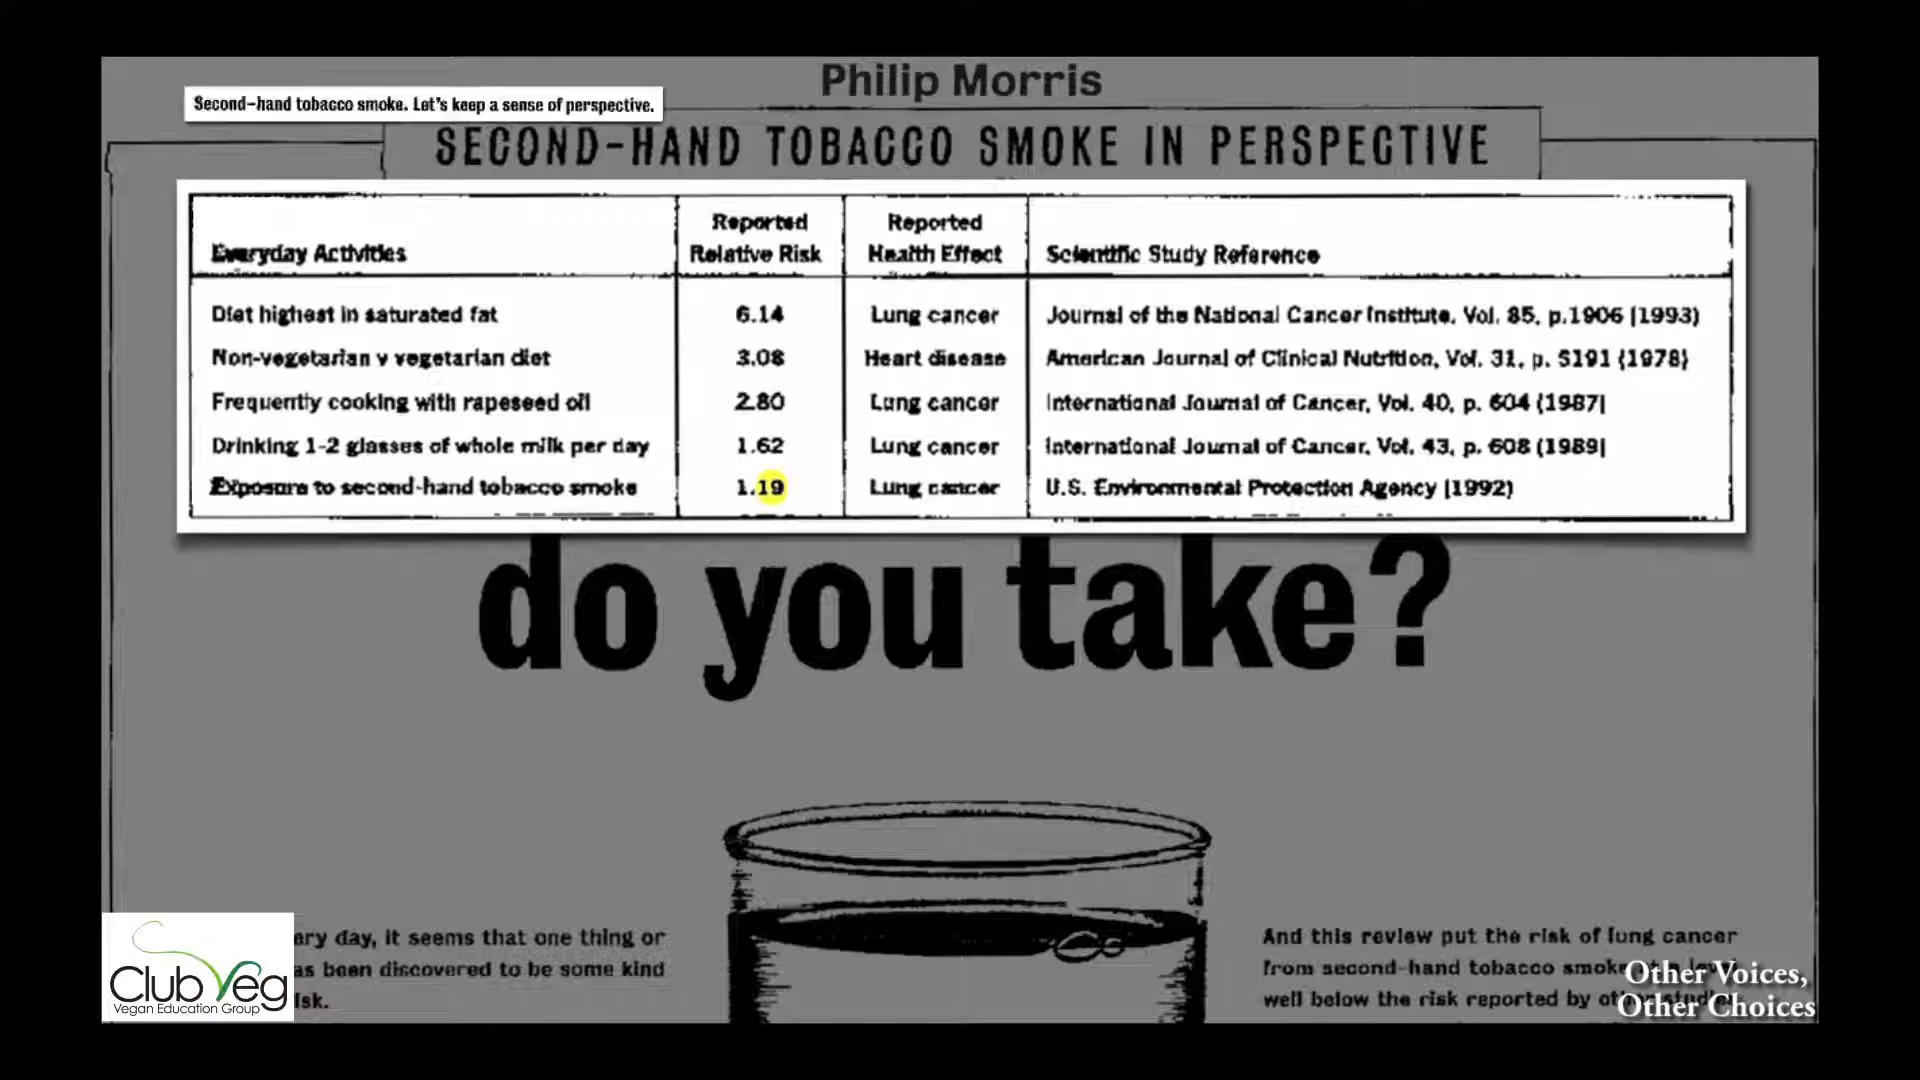 Philip Morris
Second-hand tobacco smoke. Let's keep a sense of perspective.
SECOND-HAND TOBACCO SMOKE IN PERSPECTIVE
Everyday Activities Reported Relative Risk Reported Health Effect Scientific Study Reference
Diet highest in saturated fat 6.14 Lung cancer Journal of the National Cancer Institute, Vol. 85, p.1906 (1993)
Non-vegetarian v vegetarian diet 3.08 Heart disease American Journal of Clinical Nutrition, Vol. 31, p. S191 (1978)
Frequently cooking with rapeseed oil 2.80 Lung cancer International Journal of Cancer, Vol. 40, p. 604 (1987)
Drinking 1-2 glasses of whole milk per day 1.62 Lung cancer International Journal of Cancer, Vol. 43, p. 608 (1989)
Exposure to second-hand tobacco smoke 1.19 Lung cancer U.S. Environmental Protection Agency (1992)
do you take?
day, it seems that one thing or
as been discovered to be some kind
And this review put the risk of lung cancer
from second-hand tobacco smoke
well below the risk reported by
Club Veg
Vegan Education Group
Other Voices,
Other Choices